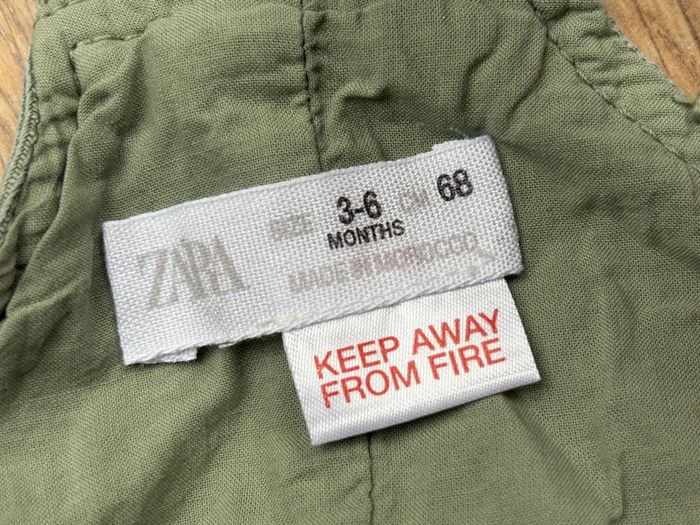 ZARA
SIZE 3-6 CM 68
MONTHS
MADE IN MOROCCO
KEEP AWAY
FROM FIRE